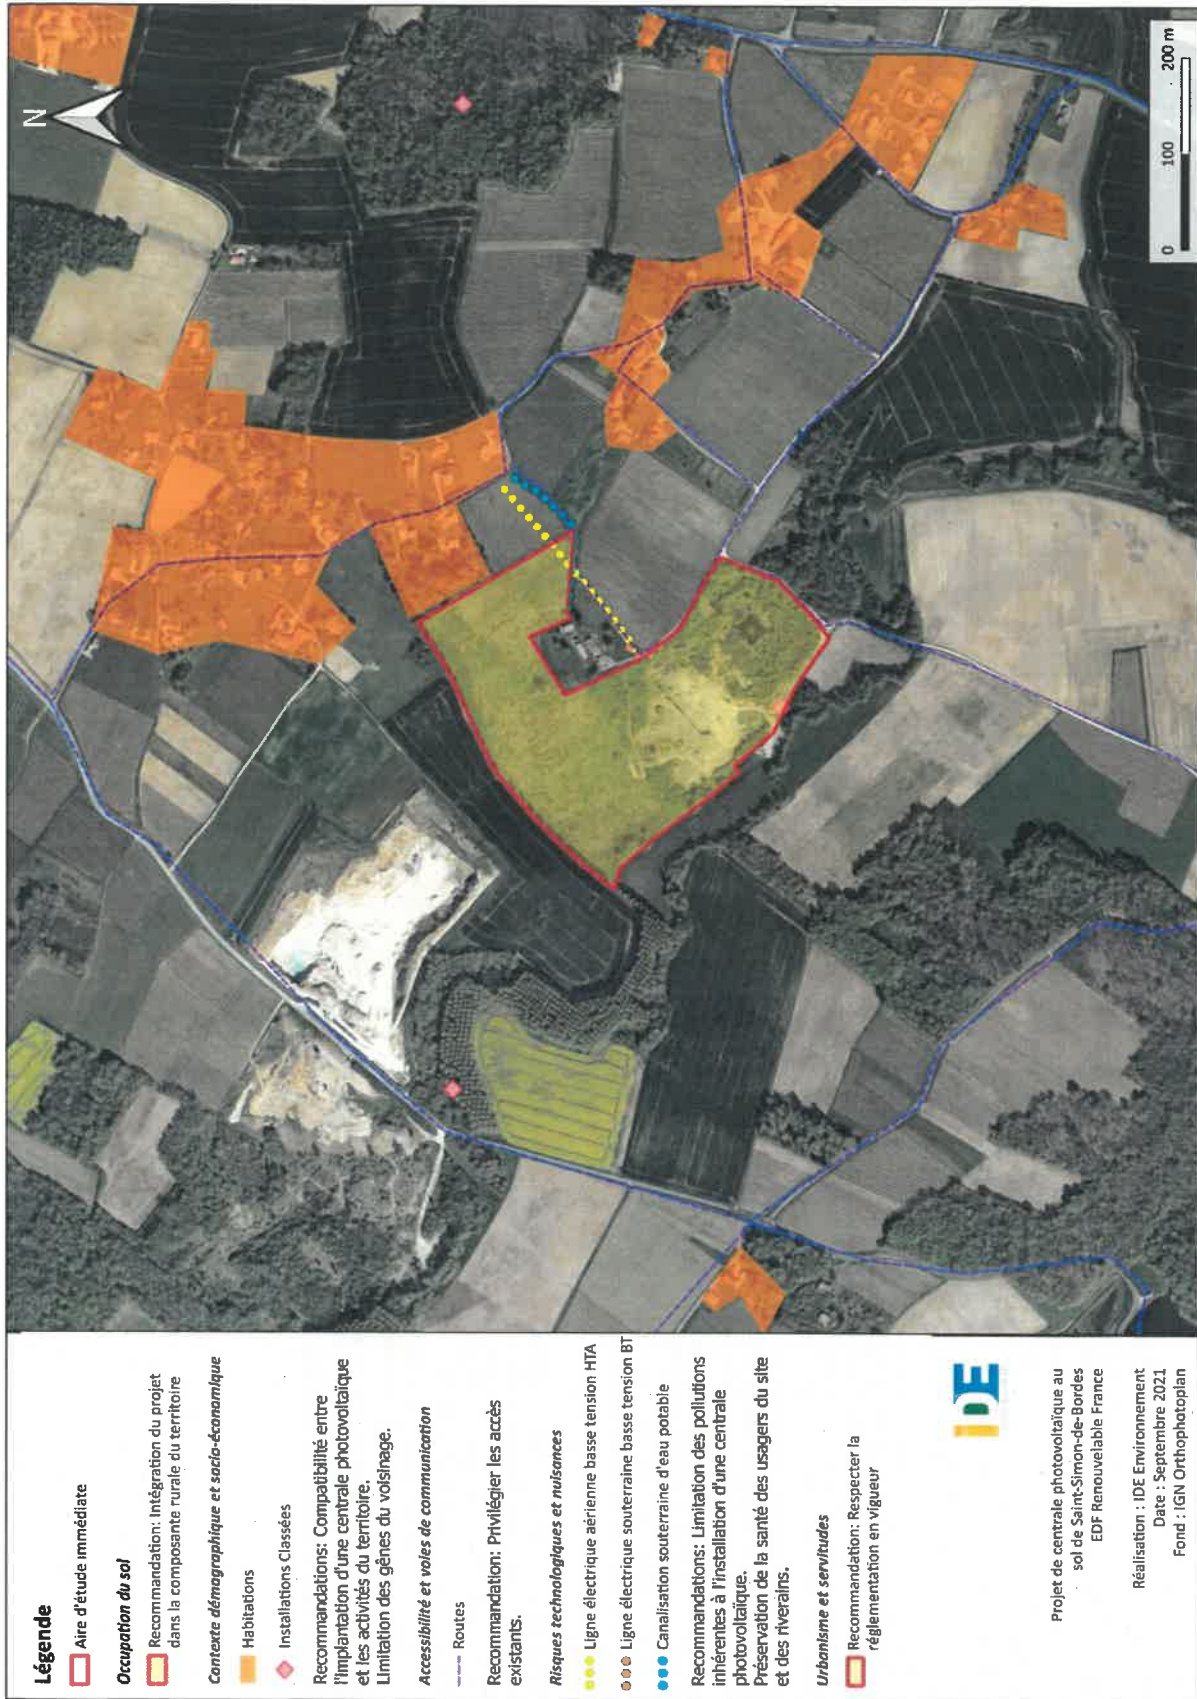 Légende
Aire d'étude immédiate
Occupation du sol
Recommandation: Intégration du projet
dans la composante rurale du territoire
Contexte démographique et socio-économique
Habitations
Installations Classées
Recommandations: Compatibilité entre
l'implantation d'une centrale photovoltaïque
et les activités du territoire.
Limitation des gênes du voisinage.
Accessibilité et voies de communication
Routes
Recommandation: Privilégier les accès
existants.
Risques technologiques et nuisances
Ligne électrique aérienne basse tension HTA
Ligne électrique souterraine basse tension BT
Canalisation souterraine d'eau potable
Recommandations: Limitation des pollutions
inhérentes à l'installation d'une centrale
photovoltaïque.
Préservation de la santé des usagers du site
et des riverains.
Urbanisme et servitudes
Recommandation: Respecter la
réglementation en vigueur
IDE
Projet de centrale photovoltaïque au
sol de Saint-Simon-de-Bordes
EDF Renouvelable France
Réalisation : IDE Environnement
Date : Septembre 2021
Fond : IGN Orthophotoplan
N
0 100 200 m